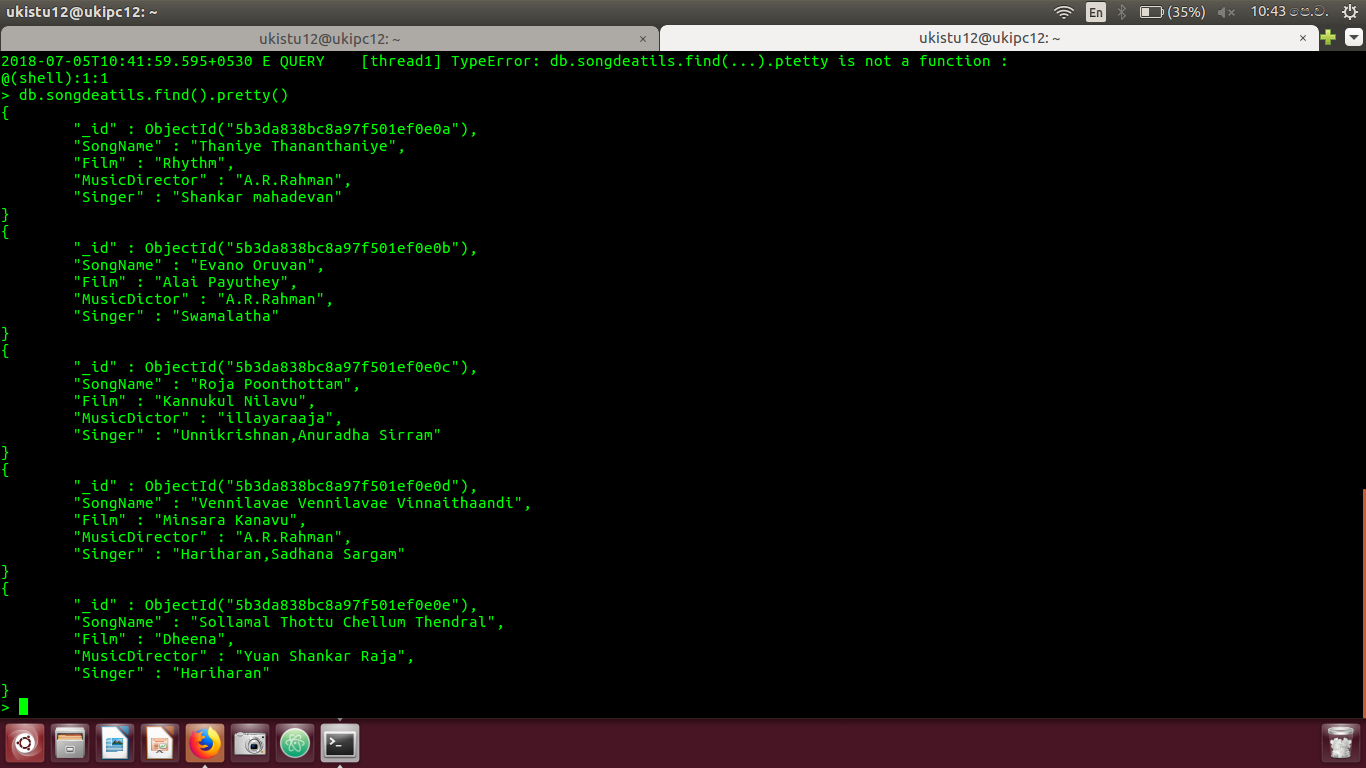 ukistu12@ukipc12: ~
En
(35%)
10:43 පෙ.ව.
ukistu12@ukipc12: ~ ×
ukistu12@ukipc12: ~ ×
2018-07-05T10:41:59.595+0530 E QUERY    [thread1] TypeError: db.songdeatils.find(...).ptetty is not a function :
@(shell):1:1
> db.songdeatils.find().pretty()
{
"_id" : ObjectId("5b3da838bc8a97f501ef0e0a"),
"SongName" : "Thaniye Thananthaniye",
"Film" : "Rhythm",
"MusicDirector" : "A.R.Rahman",
"Singer" : "Shankar mahadevan"
}
{
"_id" : ObjectId("5b3da838bc8a97f501ef0e0b"),
"SongName" : "Evano Oruvan",
"Film" : "Alai Payuthey",
"MusicDictor" : "A.R.Rahman",
"Singer" : "Swamalatha"
}
{
"_id" : ObjectId("5b3da838bc8a97f501ef0e0c"),
"SongName" : "Roja Poonthottam",
"Film" : "Kannukul Nilavu",
"MusicDictor" : "illayaraaja",
"Singer" : "Unnikrishnan,Anuradha Sirram"
}
{
"_id" : ObjectId("5b3da838bc8a97f501ef0e0d"),
"SongName" : "Vennilavae Vennilavae Vinnaithaandi",
"Film" : "Minsara Kanavu",
"MusicDirector" : "A.R.Rahman",
"Singer" : "Hariharan,Sadhana Sargam"
}
{
"_id" : ObjectId("5b3da838bc8a97f501ef0e0e"),
"SongName" : "Sollamal Thottu Chellum Thendral",
"Film" : "Dheena",
"MusicDirector" : "Yuan Shankar Raja",
"Singer" : "Hariharan"
}
>